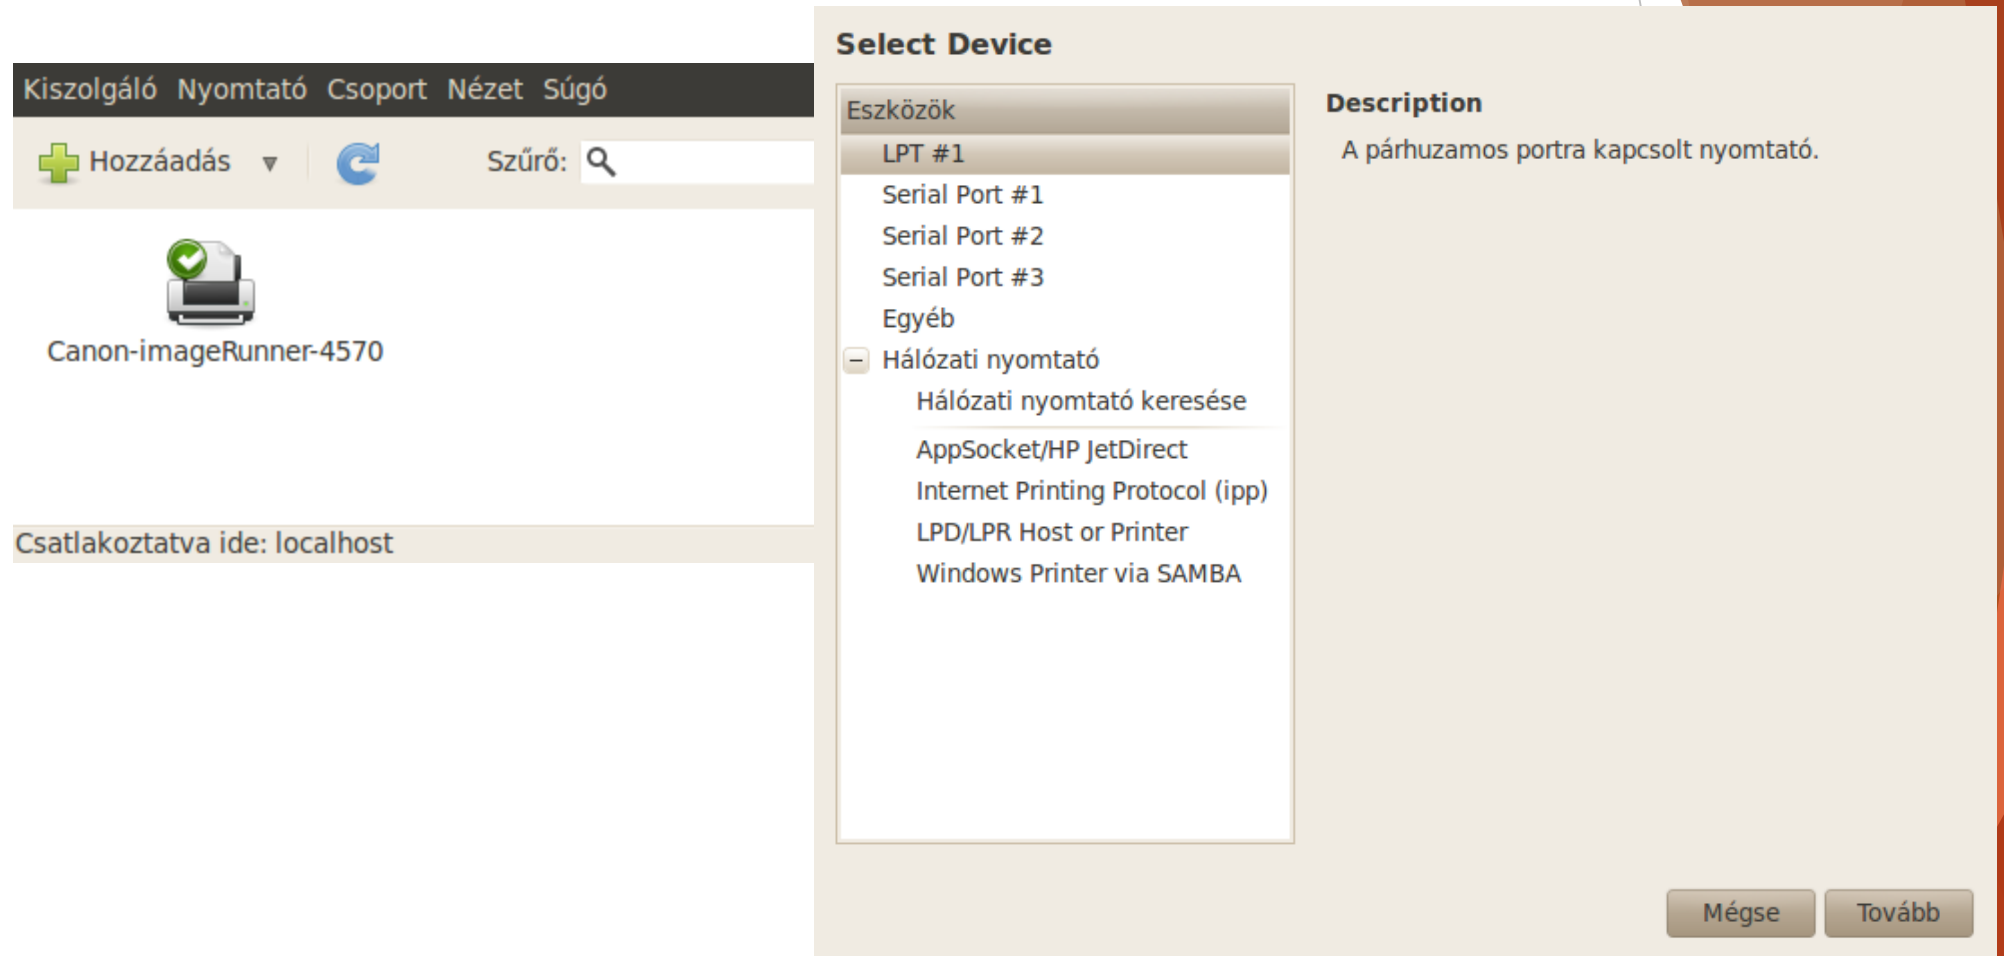 Kiszolgáló Nyomtató Csoport Nézet Súgó
Hozzáadás Szűrő:
Canon-imageRunner-4570
Csatlakoztatva ide: localhost
Select Device
Eszközök
LPT #1
Serial Port #1
Serial Port #2
Serial Port #3
Egyéb
Hálózati nyomtató
Hálózati nyomtató keresése
AppSocket/HP JetDirect
Internet Printing Protocol (ipp)
LPD/LPR Host or Printer
Windows Printer via SAMBA
Description
A párhuzamos portra kapcsolt nyomtató.
Mégse Tovább